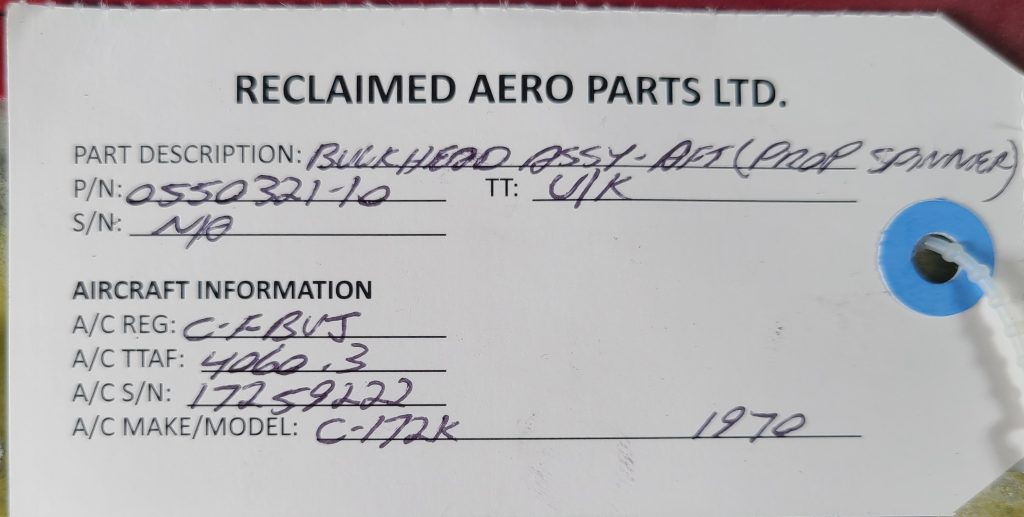 RECLAIMED AERO PARTS LTD.
PART DESCRIPTION: BULKHEAD ASSY-AFT (PROP SPINNER)
P/N: 0550321-10 TT: U/K
S/N: N/A
AIRCRAFT INFORMATION
A/C REG: C-FBVJ
A/C TTAF: 4060.3
A/C S/N: 17259222
A/C MAKE/MODEL: C-172K 1970